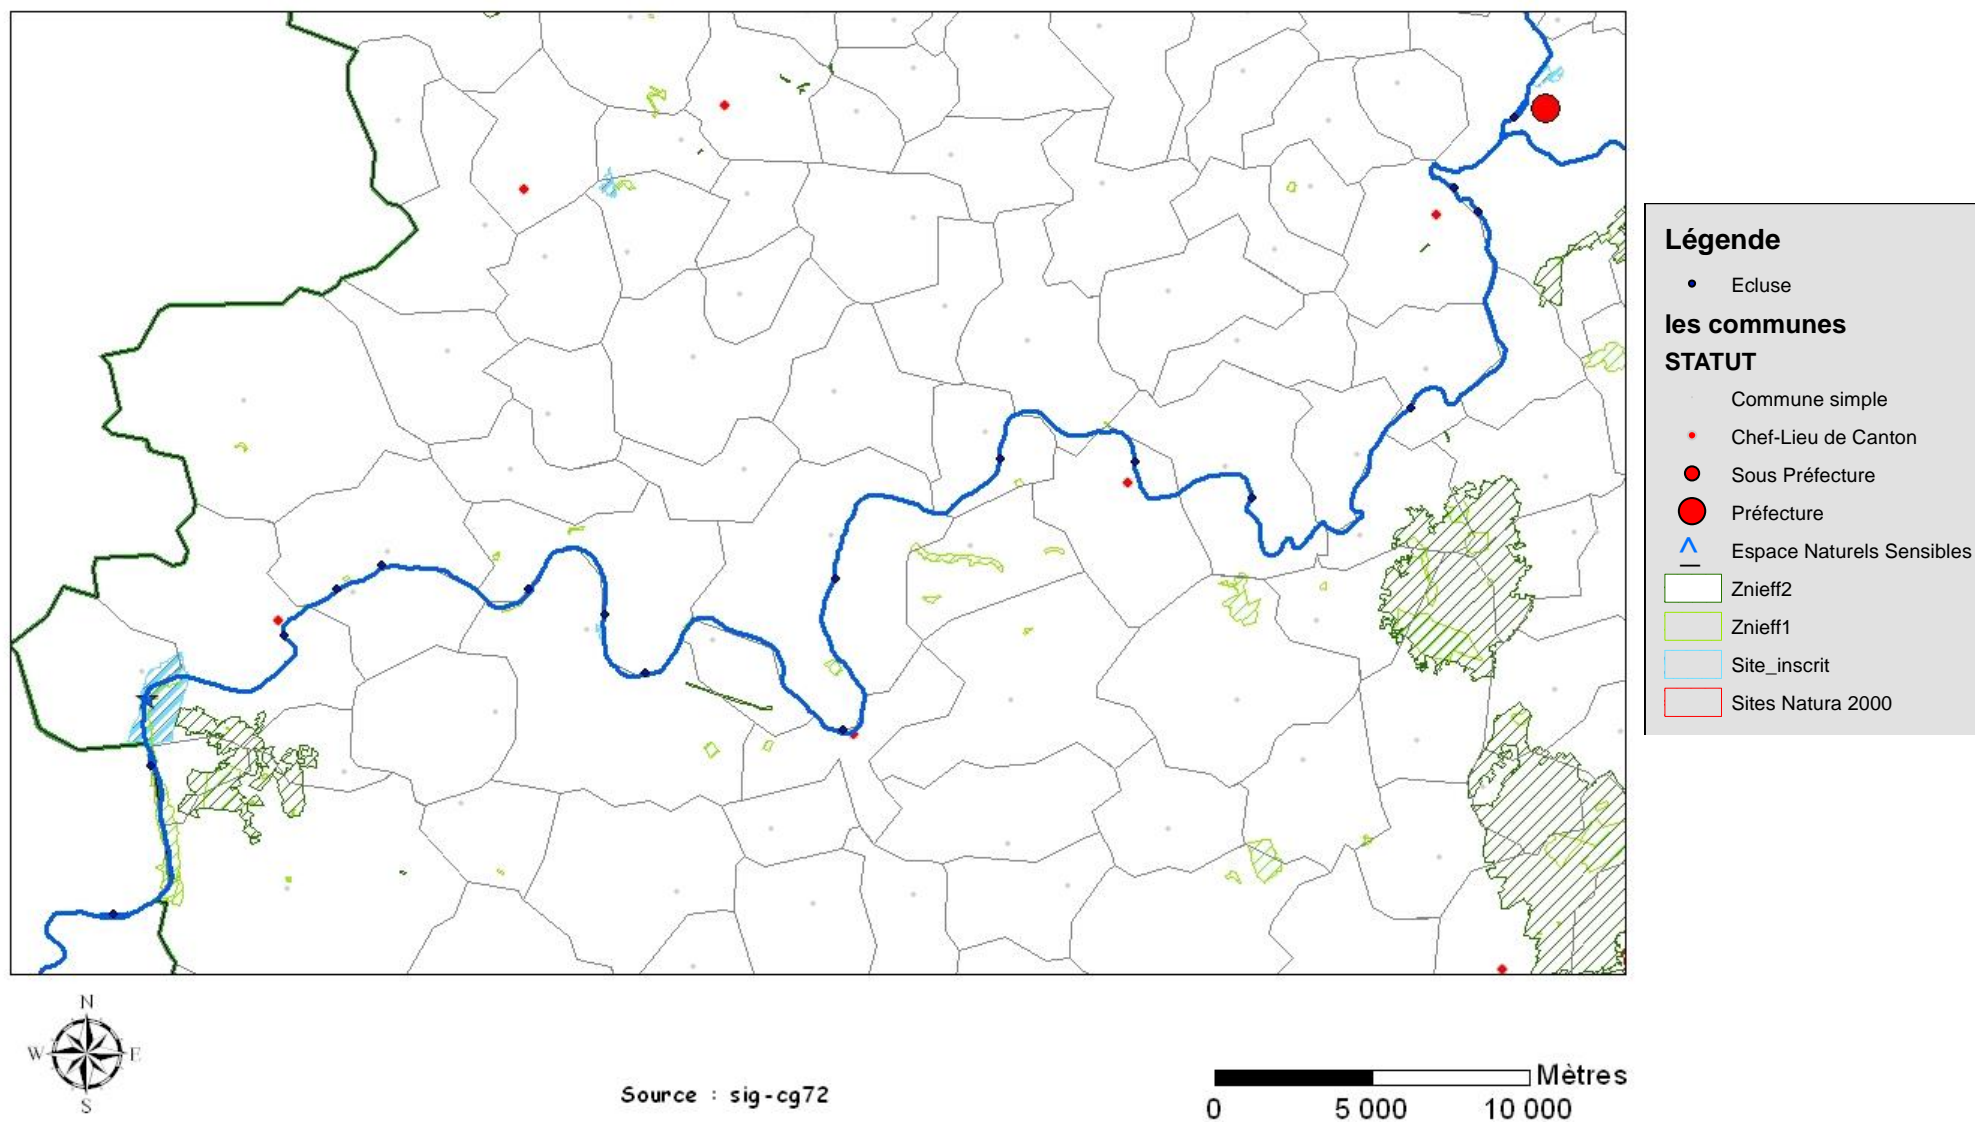 Légende
Ecluse
les communes
STATUT
Commune simple
Chef-Lieu de Canton
Sous Préfecture
Préfecture
Espace Naturels Sensibles
Znieff2
Znieff1
Site_inscrit
Sites Natura 2000
N
W E
S
Source : sig-cg72
Mètres
0 5 000 10 000